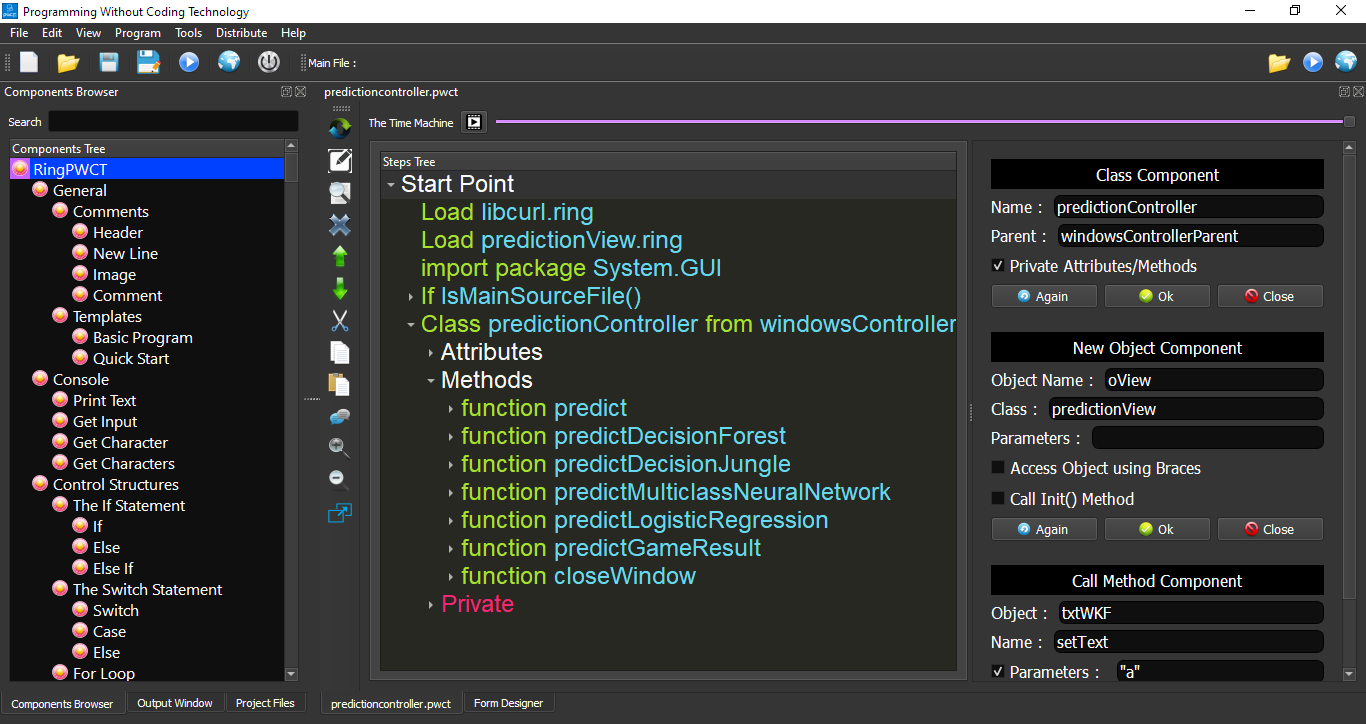 Programming Without Coding Technology
File Edit View Program Tools Distribute Help
Main File :
Components Browser
Search
Components Tree
RingPWCT
General
Comments
Header
New Line
Image
Comment
Templates
Basic Program
Quick Start
Console
Print Text
Get Input
Get Character
Get Characters
Control Structures
The If Statement
If
Else
Else If
The Switch Statement
Switch
Case
Else
For Loop
Components Browser Output Window Project Files
predictioncontroller.pwct
The Time Machine
Steps Tree
Start Point
Load libcurl.ring
Load predictionView.ring
import package System.GUI
If IsMainSourceFile()
Class predictionController from windowsController
Attributes
Methods
function predict
function predictDecisionForest
function predictDecisionJungle
function predictMulticlassNeuralNetwork
function predictLogisticRegression
function predictGameResult
function closeWindow
Private
Class Component
Name : predictionController
Parent : windowsControllerParent
Private Attributes/Methods
Again Ok Close
New Object Component
Object Name : oView
Class : predictionView
Parameters :
Access Object using Braces
Call Init() Method
Again Ok Close
Call Method Component
Object : txtWKF
Name : setText
Parameters : "a"
predictioncontroller.pwct Form Designer